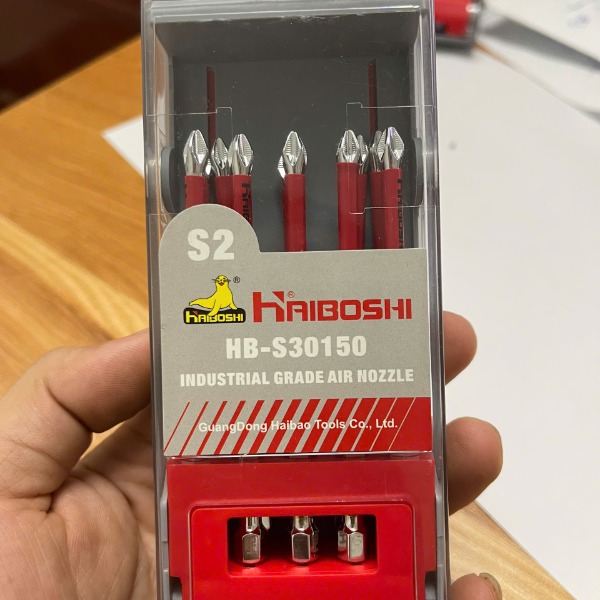 S2
®
HAIBOSHI
HAIBOSHI
®
HB-S30150
INDUSTRIAL GRADE AIR NOZZLE
GuangDong Haibao Tools Co., Ltd.